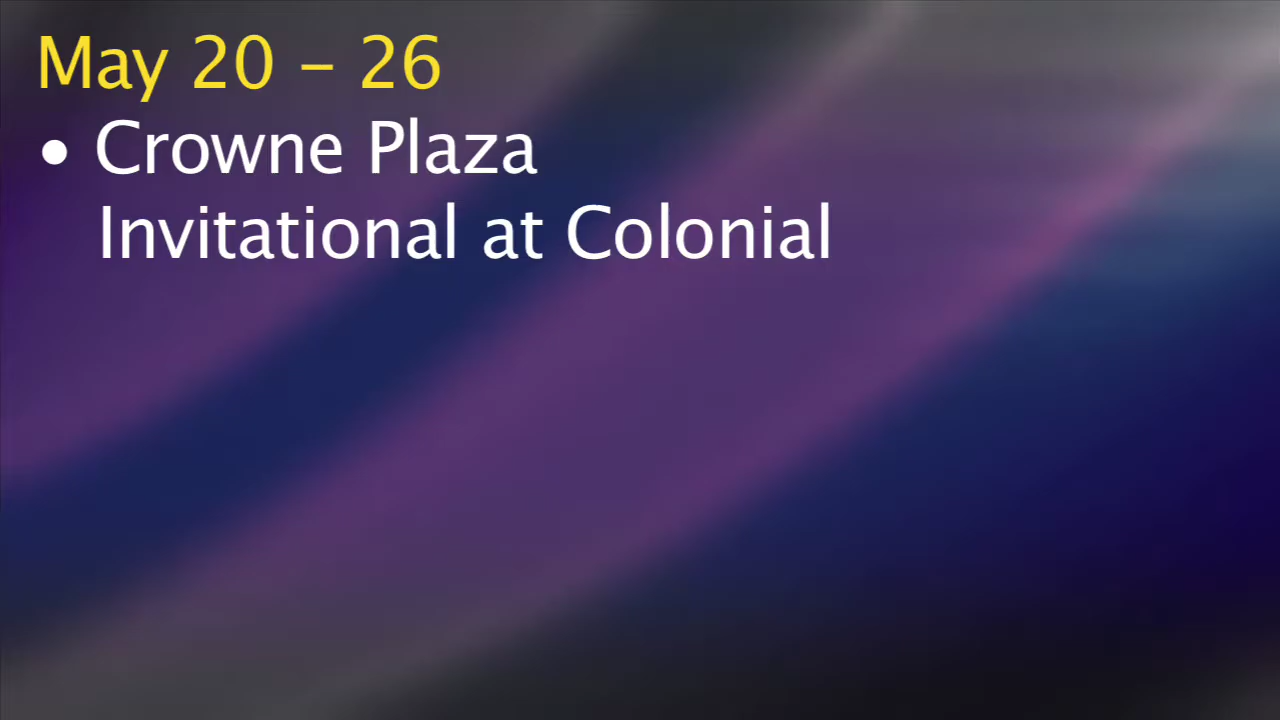 May 20 – 26
• Crowne Plaza
Invitational at Colonial